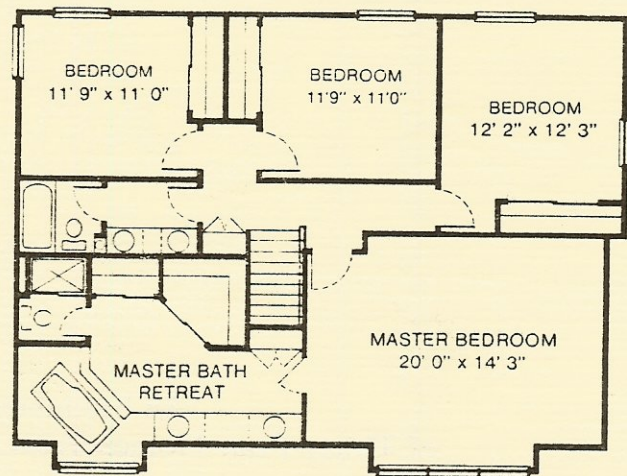 BEDROOM
11' 9" x 11' 0"
BEDROOM
11'9" x 11'0"
BEDROOM
12' 2" x 12' 3"
MASTER BEDROOM
20' 0" x 14' 3"
MASTER BATH
RETREAT